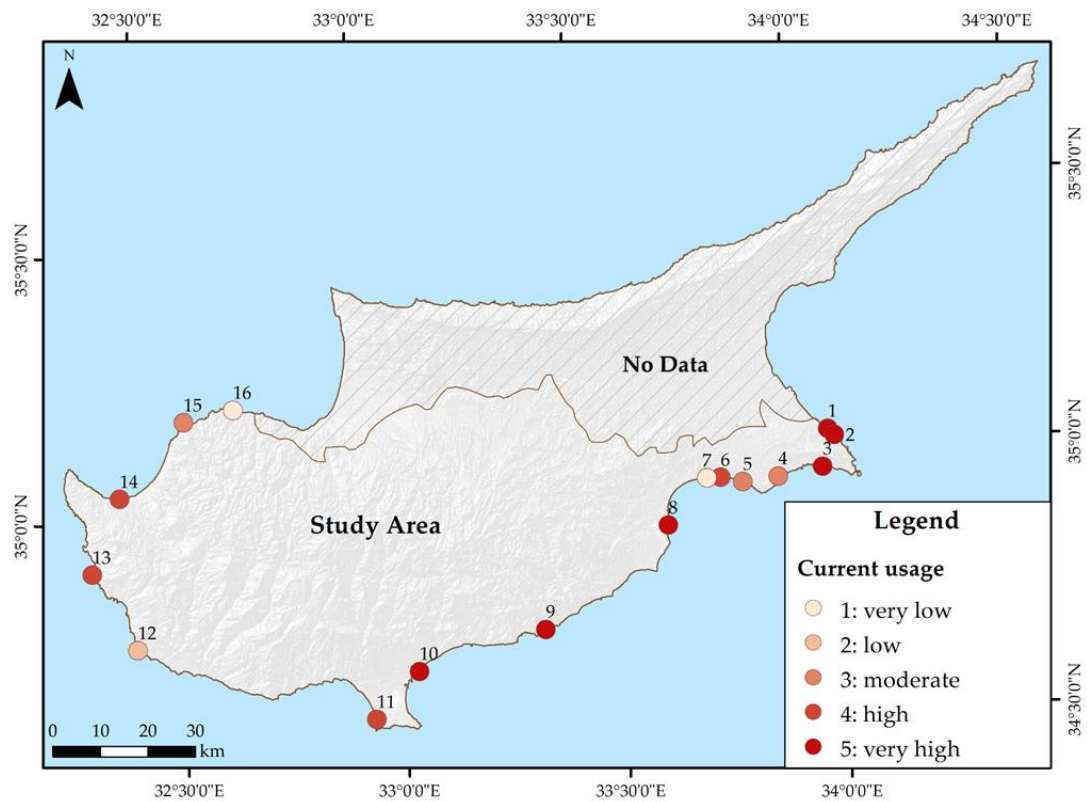 32°30'0"E 33°0'0"E 33°30'0"E 34°0'0"E 34°30'0"E
N
35°30'0"N
35°30'0"N
No Data
16
15
1
2
35°0'0"N
3
7 6 5 4
14
8
Study Area
35°0'0"N
Legend
13
Current usage
1: very low
9
12
2: low
10
3: moderate
11
4: high
34°30'0"N
0 10 20 30
km
5: very high
32°30'0"E 33°0'0"E 33°30'0"E 34°0'0"E